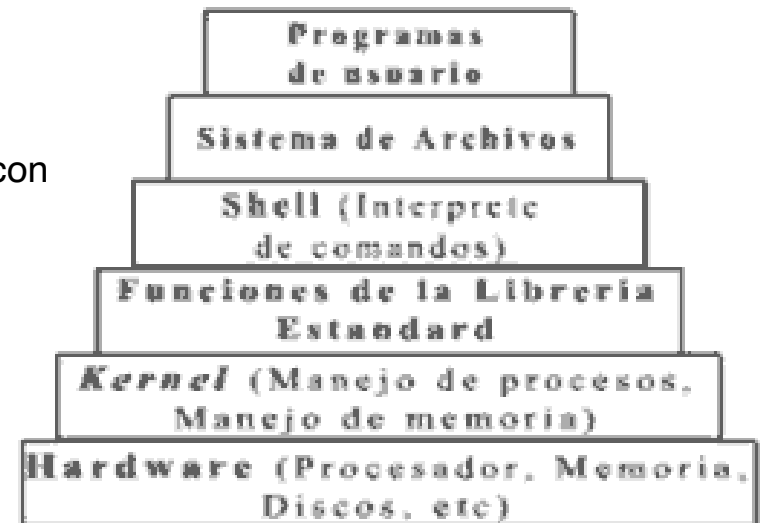 Programas
de usuario
Sistema de Archivos
con
Shell (Interprete
de comandos)
Funciones de la Libreria
Estandard
Kernel (Manejo de procesos,
Manejo de memoria)
Hardware (Procesador, Memoria,
Discos, etc)